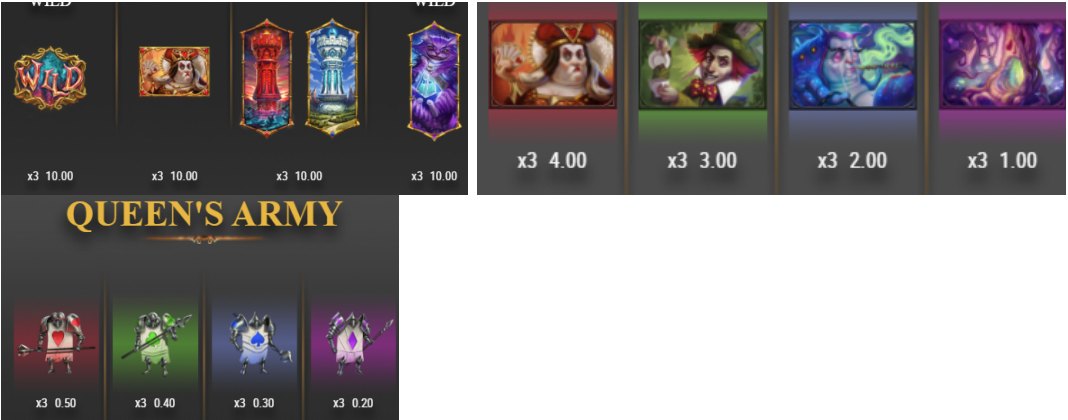 WILD
WILD
WILD
x3 10.00
x3 10.00
x3 10.00
x3 10.00
x3 4.00
x3 3.00
x3 2.00
x3 1.00
QUEEN'S ARMY
x3 0.50
x3 0.40
x3 0.30
x3 0.20